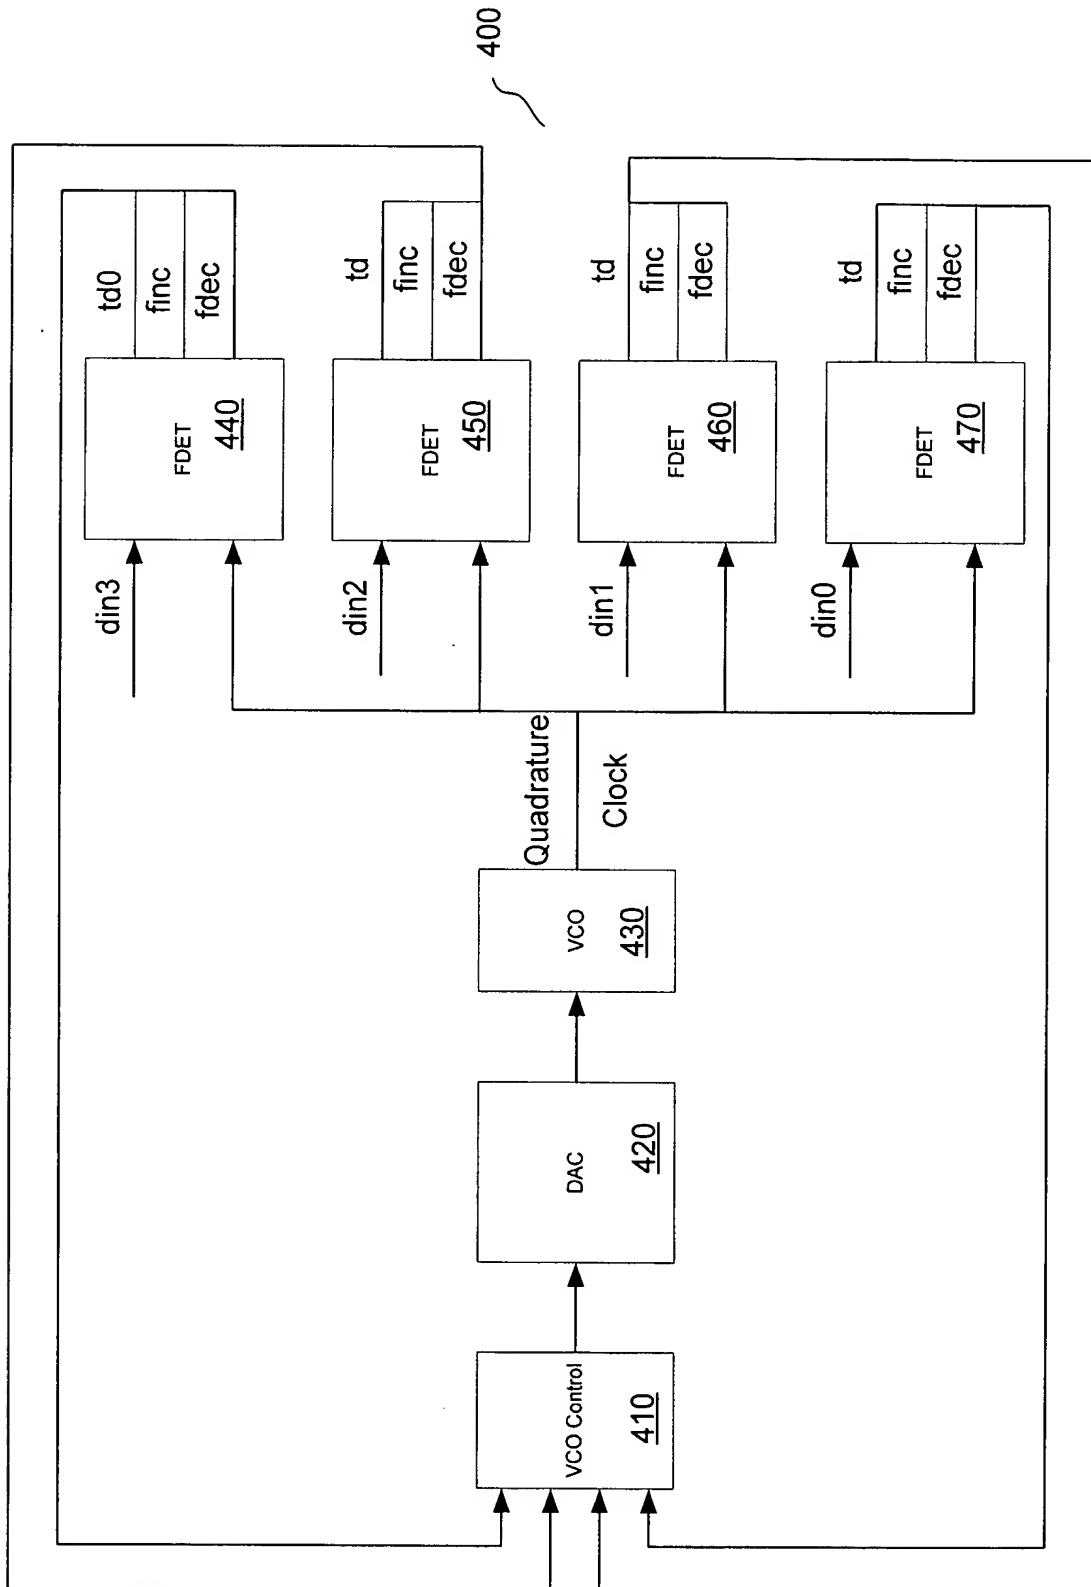 400
td0
finc
fdec
FDET
440
din3
td
finc
fdec
FDET
450
din2
td
finc
fdec
FDET
460
din1
td
finc
fdec
FDET
470
din0
Quadrature
Clock
VCO
430
DAC
420
VCO Control
410